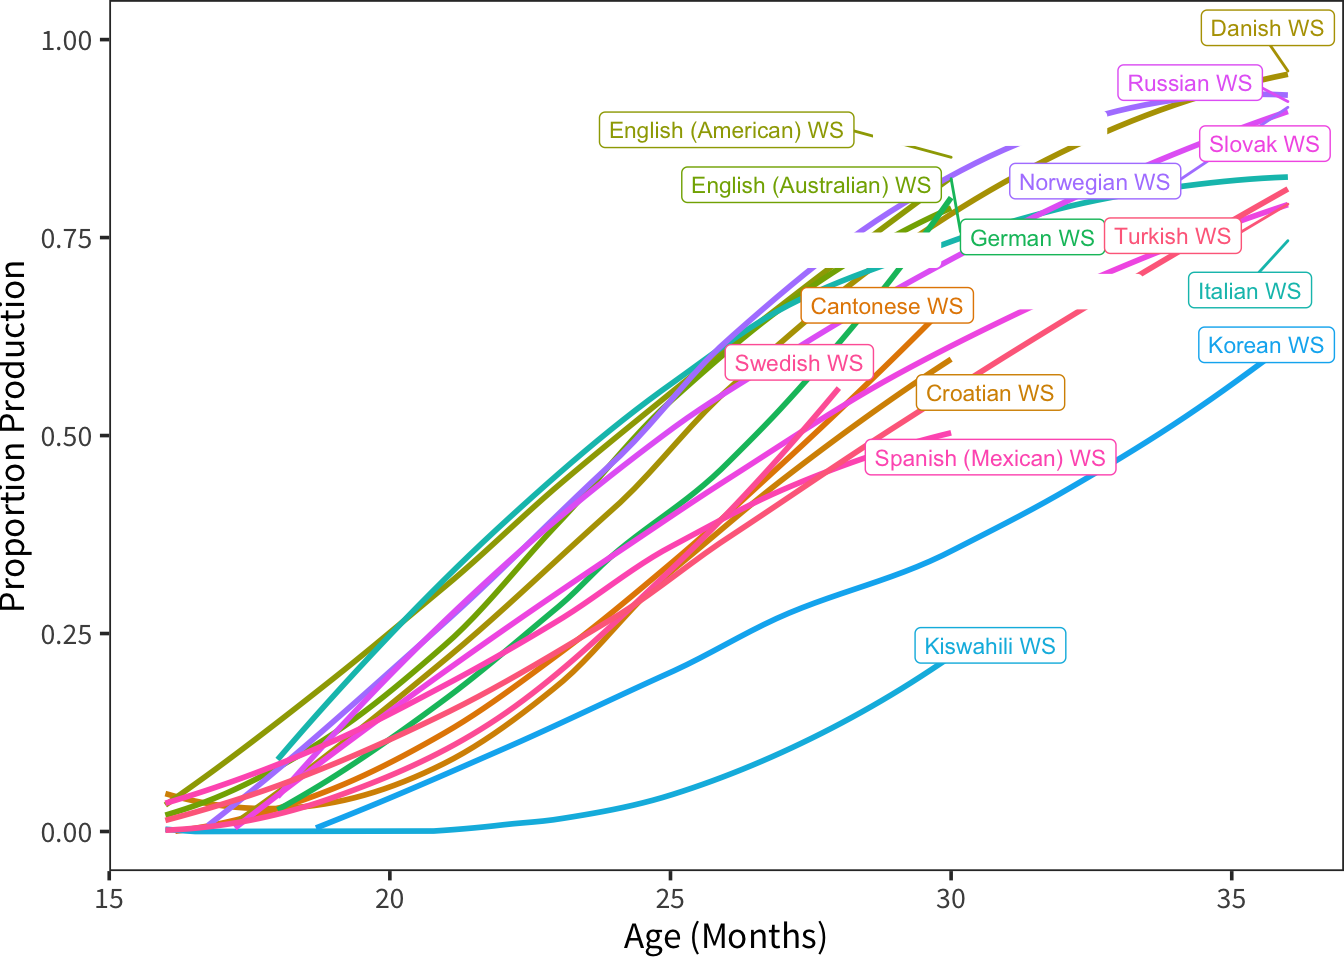 Danish WS
1.00
Russian WS
English (American) WS
Slovak WS
English (Australian) WS
Norwegian WS
0.75
German WS
Turkish WS
Italian WS
Cantonese WS
Korean WS
Swedish WS
Croatian WS
0.50
Spanish (Mexican) WS
Proportion Production
0.25
Kiswahili WS
0.00
15
20
25
30
35
Age (Months)